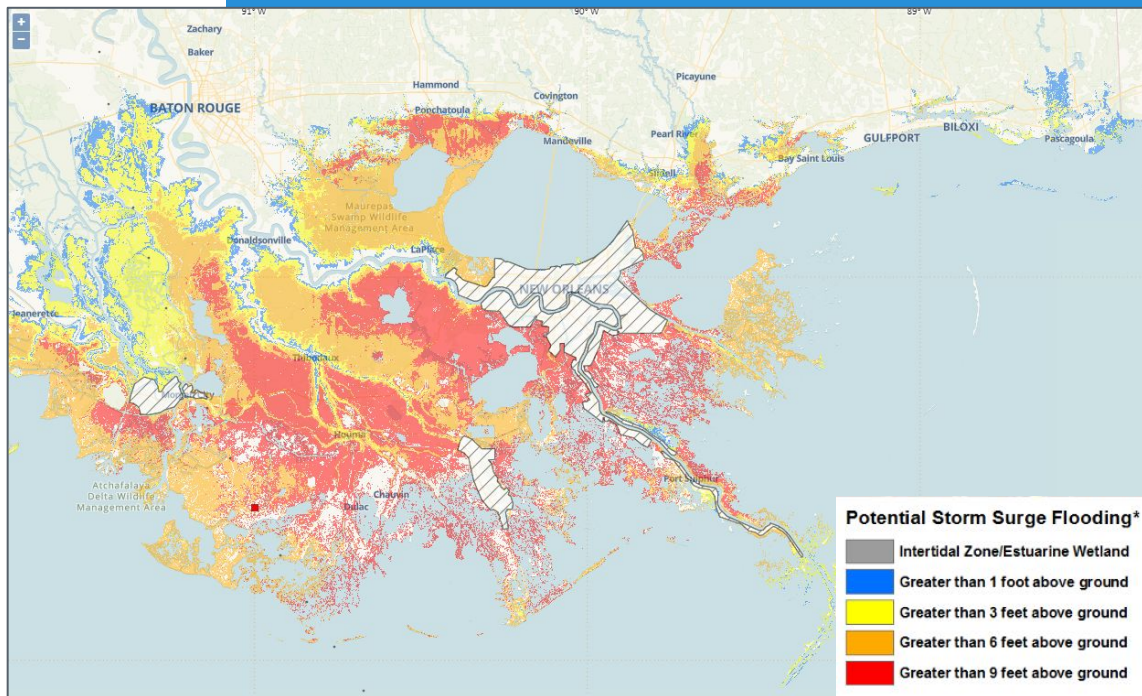 +
−
91° W
90° W
89° W
Zachary
Baker
BATON ROUGE
Hammond
Ponchatoula
Covington
Mandeville
Picayune
Pearl River
Slidell
Bay Saint Louis
GULFPORT
BILOXI
Pascagoula
Maurepas
Swamp Wildlife
Management Area
Donaldsonville
LaPlace
NEW ORLEANS
Jeanerette
Thibodaux
Houma
Atchafalaya
Delta Wildlife
Management Area
Chauvin
Dulac
Port Sulphur
Potential Storm Surge Flooding*
Intertidal Zone/Estuarine Wetland
Greater than 1 foot above ground
Greater than 3 feet above ground
Greater than 6 feet above ground
Greater than 9 feet above ground